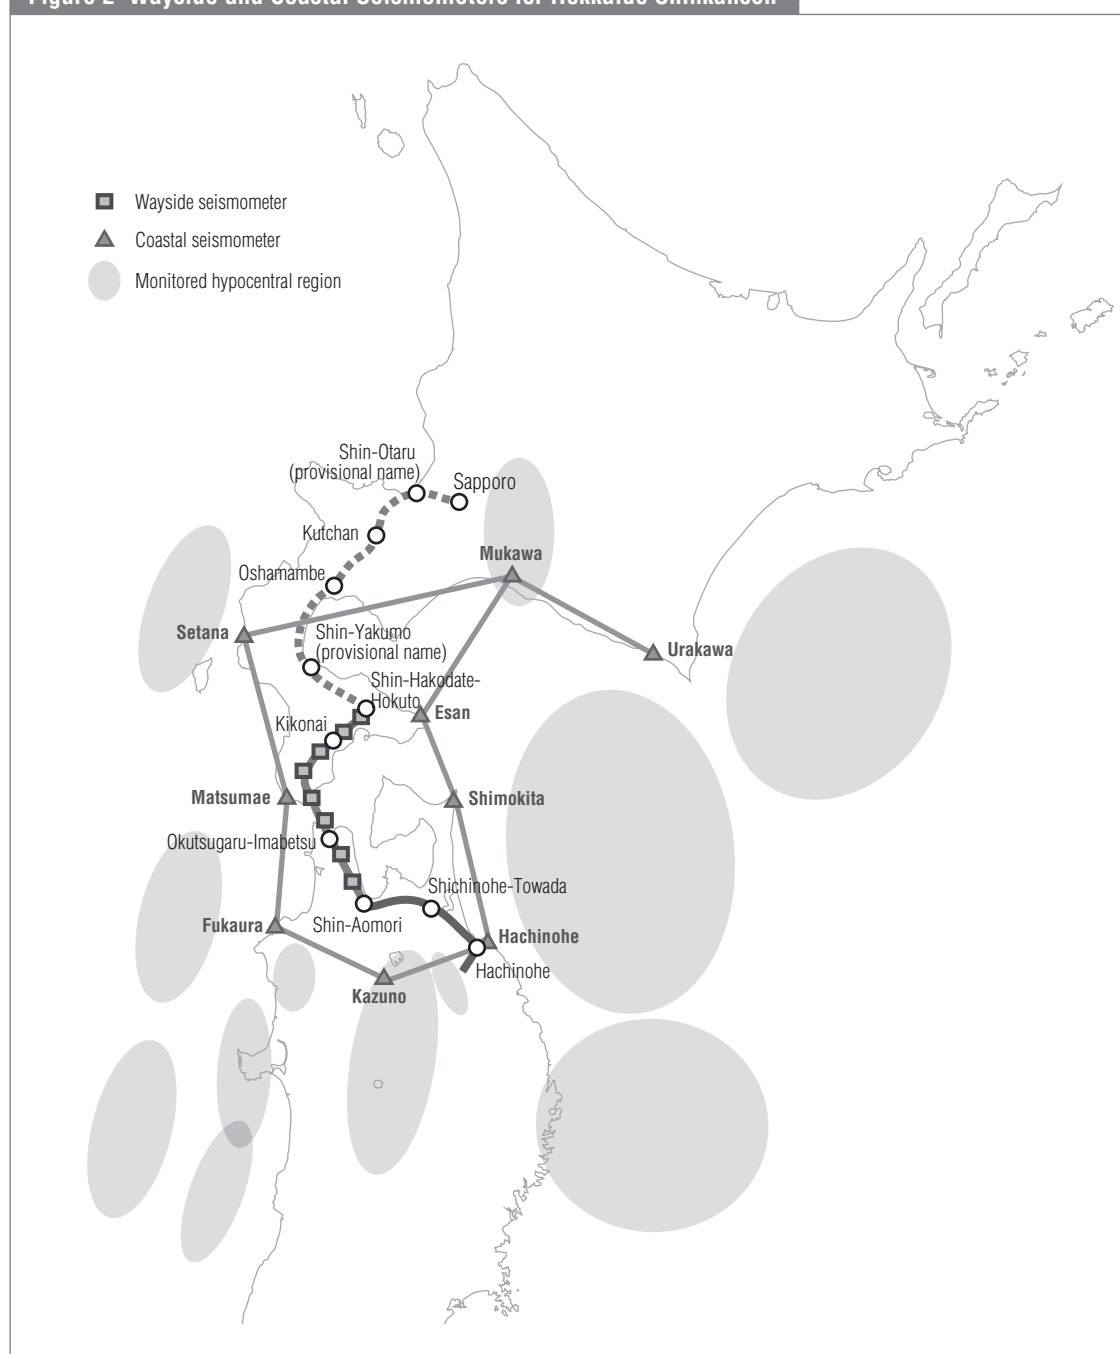 Figure 2 Wayside and Coastal Seismometers for Hokkaido Shinkansen
Wayside seismometer
Coastal seismometer
Monitored hypocentral region
Shin-Otaru
(provisional name)
Sapporo
Kutchan
Mukawa
Oshamambe
Setana
Shin-Yakumo
(provisional name)
Urakawa
Shin-Hakodate-
Hokuto
Esan
Kikonai
Matsumae
Shimokita
Okutsugaru-Imabetsu
Shichinohe-Towada
Fukaura
Shin-Aomori
Hachinohe
Hachinohe
Kazuno